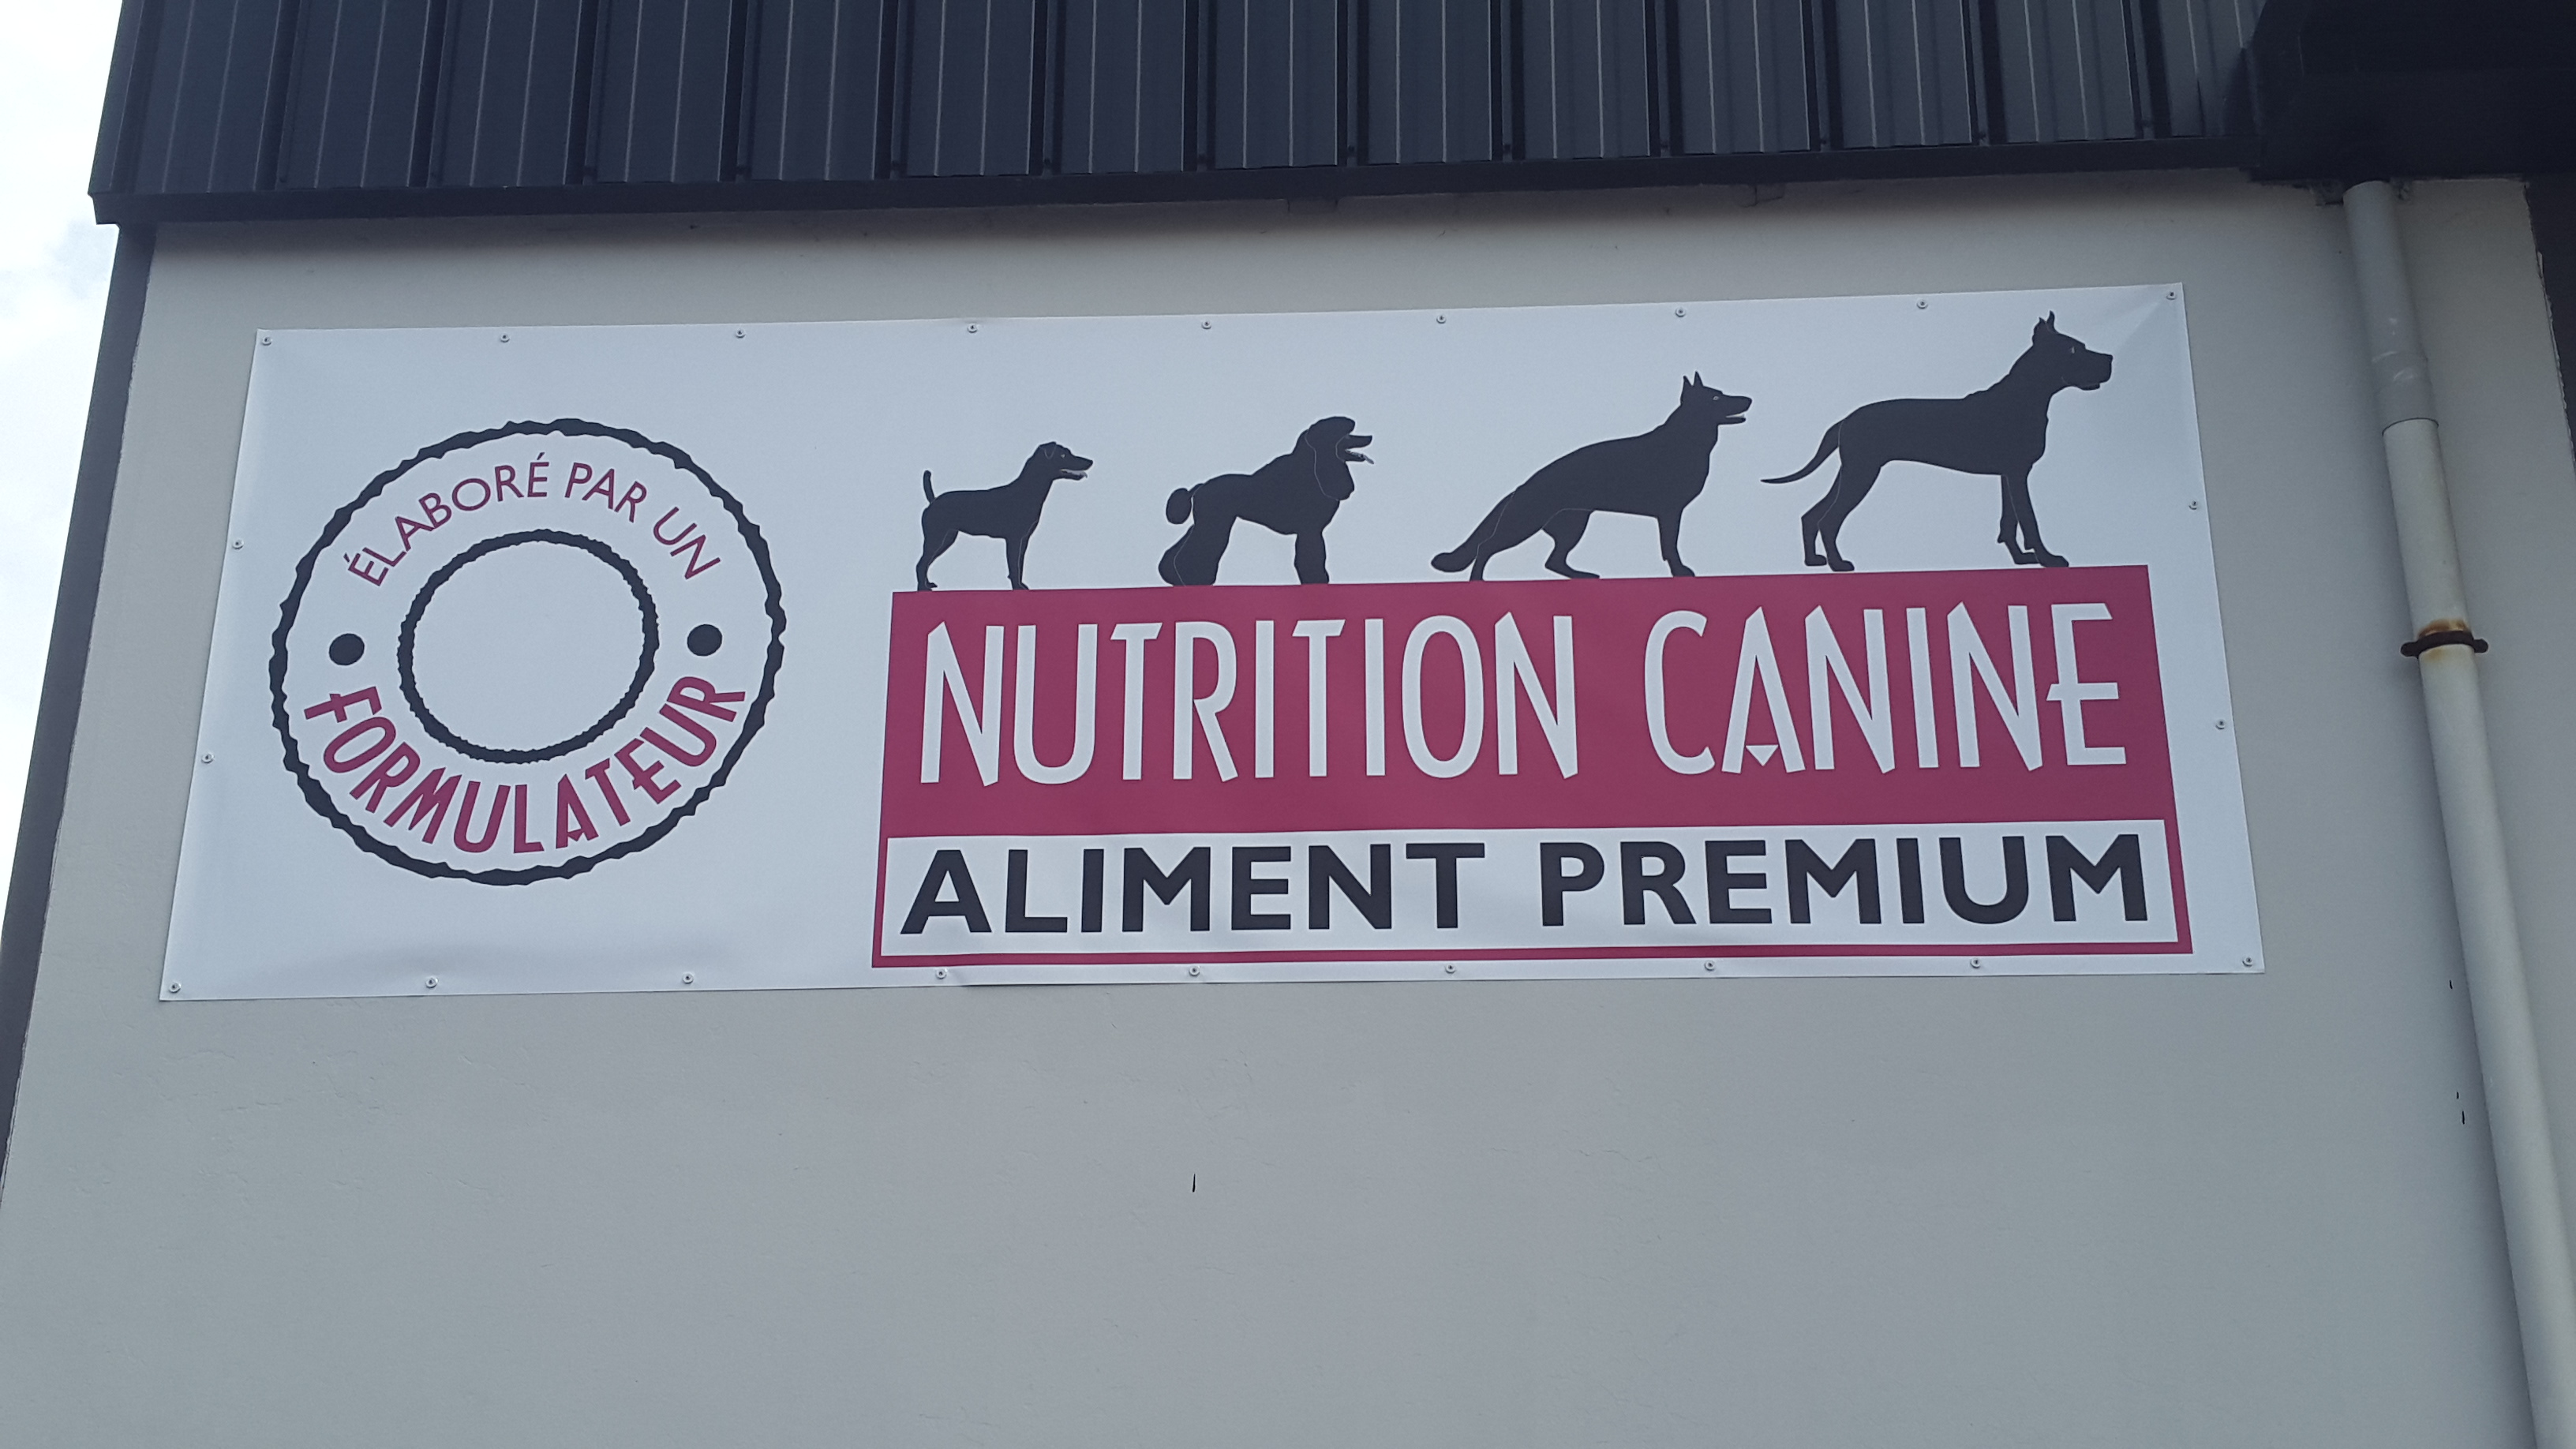 ÉLABORÉ PAR UN
FORMULATEUR
NUTRITION CANINE
ALIMENT PREMIUM